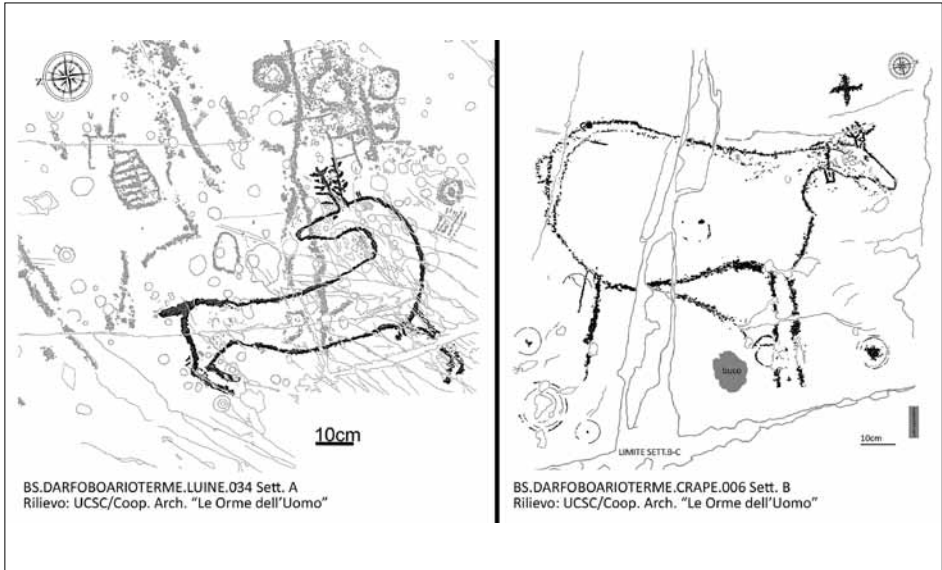 10cm
BS.DARFOBOARIOTERME.LUINE.034 Sett. A
Rilievo: UCSC/Coop. Arch. “Le Orme dell’Uomo”
buco
10cm
LIMITE SETT.B-C
BS.DARFOBOARIOTERME.CRAPE.006 Sett. B
Rilievo: UCSC/Coop. Arch. “Le Orme dell’Uomo”